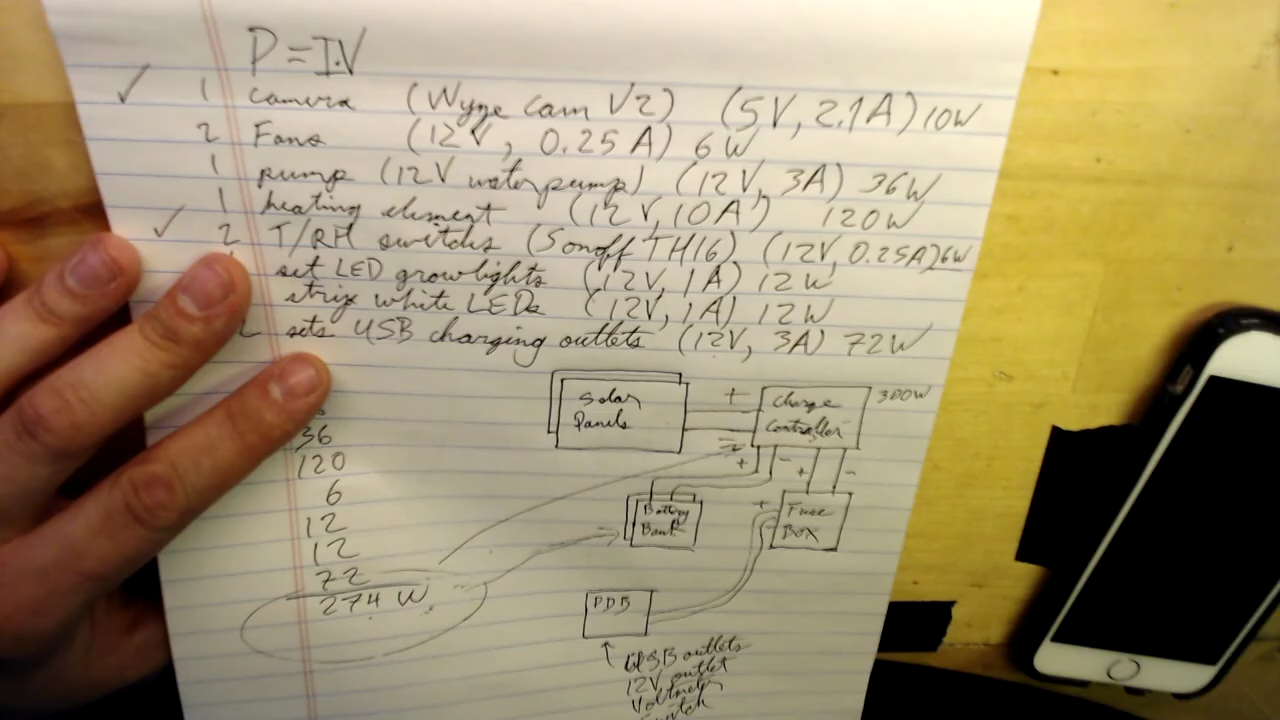 P = I·V
✓ 1 camera (Wyze Cam V2) (5V, 2.1A) 10W
2 Fans (12V, 0.25A) 6W
1 pump (12V water pump) (12V, 3A) 36W
1 heating element (12V, 10A) 120W
✓ 2 T/RH switches (Sonoff TH16) (12V, 0.25A) 6W
set LED growlights (12V, 1A) 12W
strip white LEDs (12V, 1A) 12W
sets USB charging outlets (12V, 3A) 72W
36
120
6
12
12
72
274 W
Solar
Panels
+
Charge
Controller
300W
+ - + -
Battery
Bank
+
Fuse
Box
PDB
USB outlets
12V outlet
Voltmeter
Switch